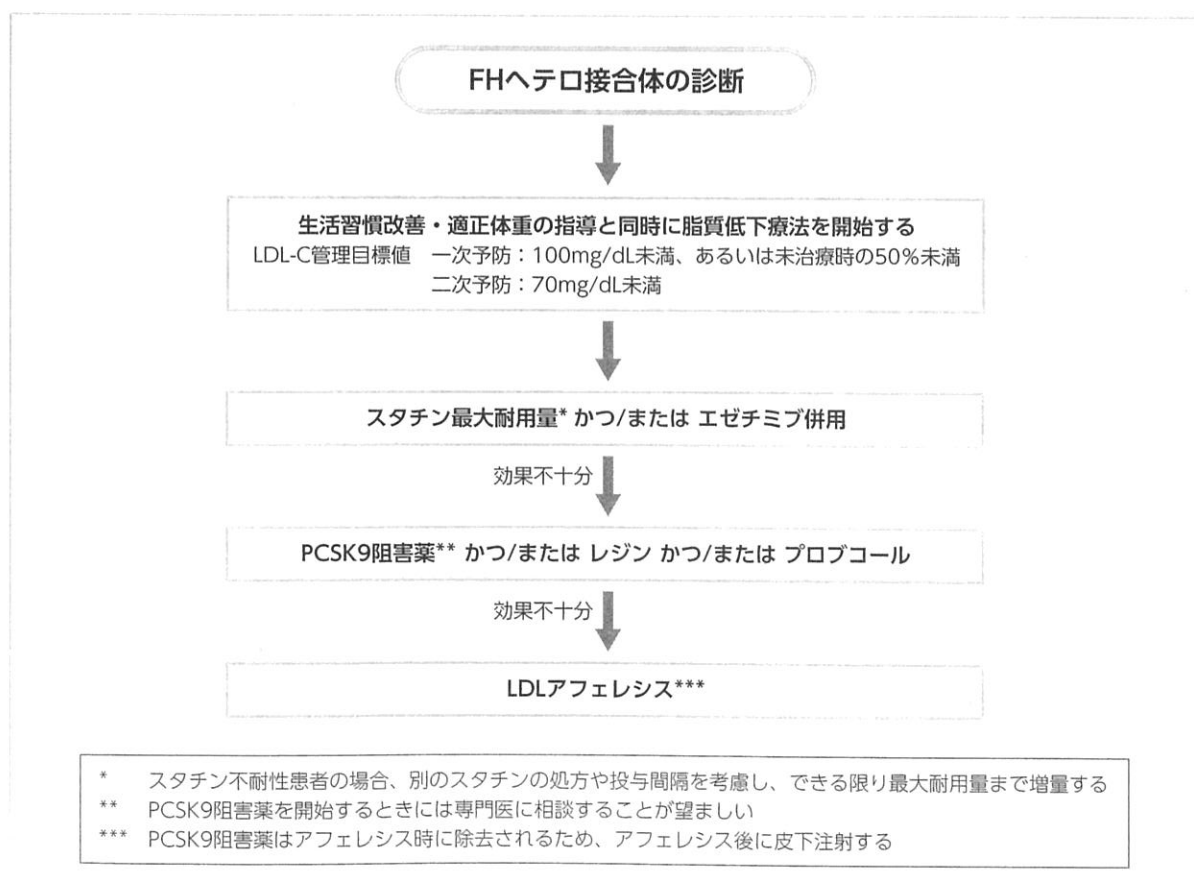 FHヘテロ接合体の診断
生活習慣改善・適正体重の指導と同時に脂質低下療法を開始する
LDL-C管理目標値　一次予防：100mg/dL未満、あるいは未治療時の50％未満
二次予防：70mg/dL未満
スタチン最大耐用量* かつ/または エゼチミブ併用
効果不十分
PCSK9阻害薬** かつ/または レジン かつ/または プロブコール
効果不十分
LDLアフェレシス***
*　スタチン不耐性患者の場合、別のスタチンの処方や投与間隔を考慮し、できる限り最大耐用量まで増量する
**　PCSK9阻害薬を開始するときには専門医に相談することが望ましい
***　PCSK9阻害薬はアフェレシス時に除去されるため、アフェレシス後に皮下注射する